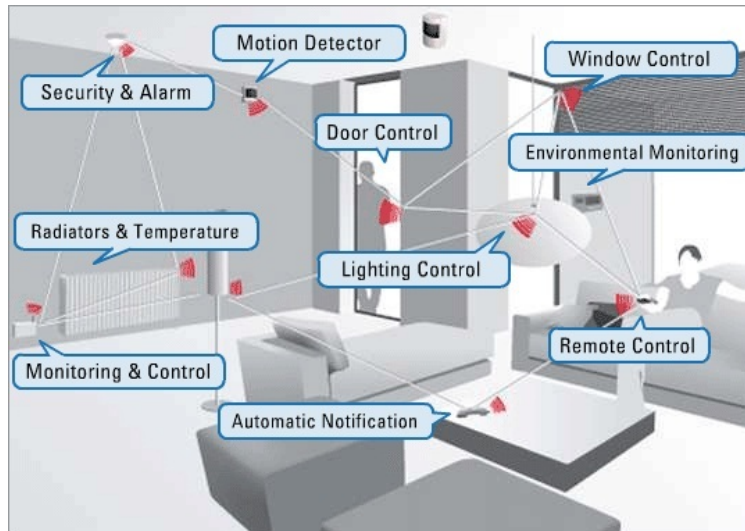 Motion Detector
Window Control
Security & Alarm
Door Control
Environmental Monitoring
Radiators & Temperature
Lighting Control
Remote Control
Monitoring & Control
Automatic Notification